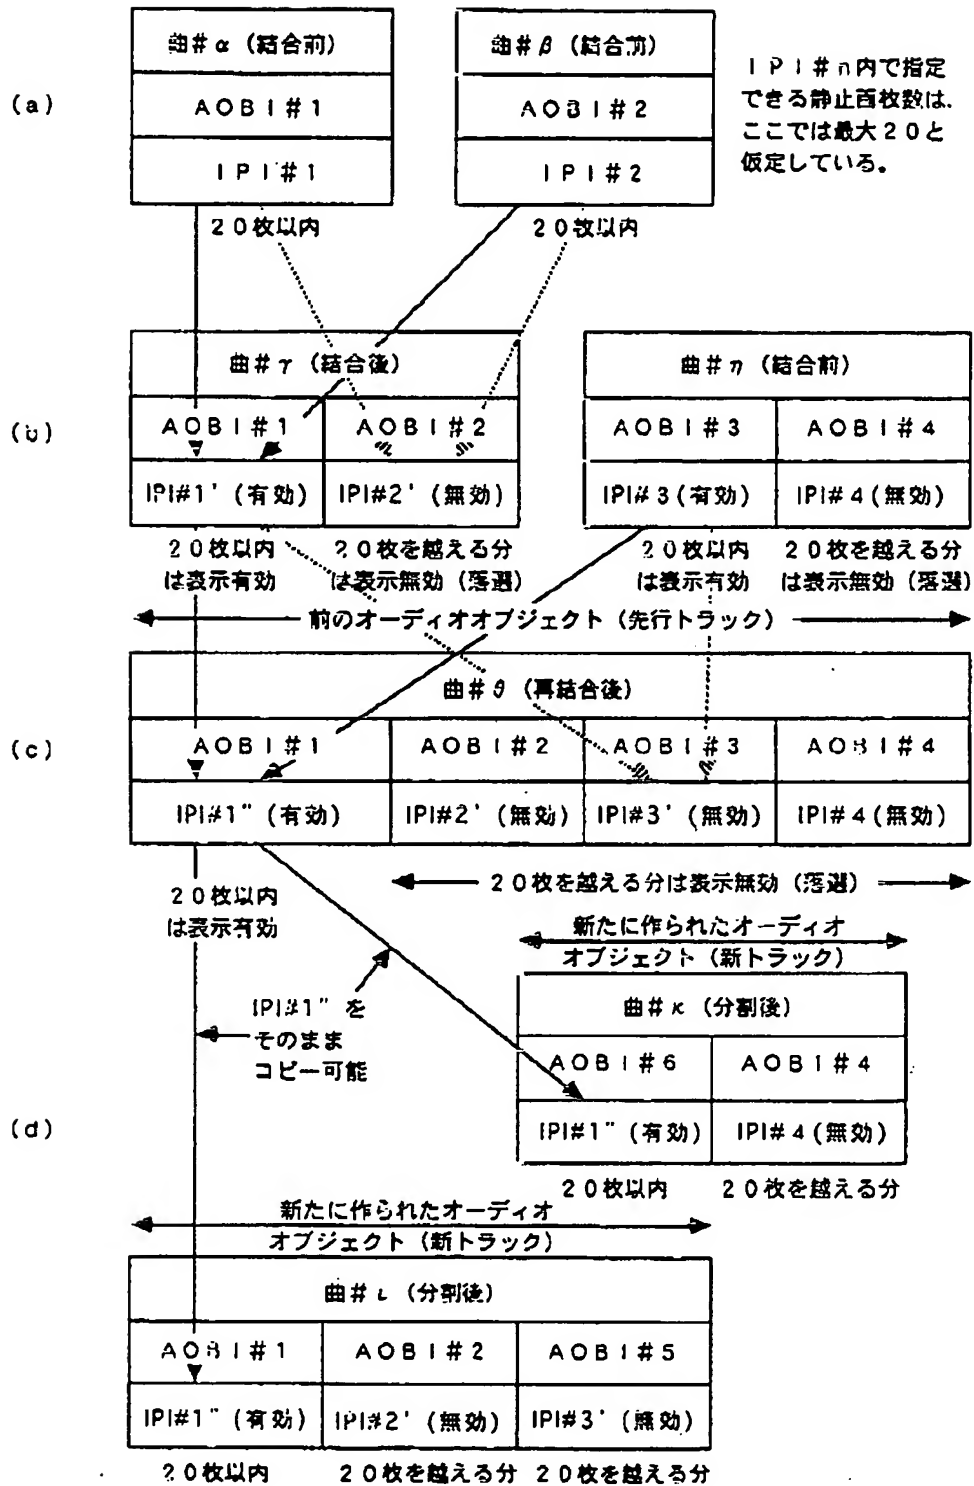 (a)
曲#α (結合前)
AOBI#1
IPI#1
20枚以内
曲#β (結合前)
AOBI#2
IPI#2
20枚以内
IPI#n内で指定
できる静止画枚数は、
ここでは最大20と
仮定している。
(b)
曲#γ (結合後)
AOBI#1
AOBI#2
IPI#1' (有効)
IPI#2' (無効)
20枚以内
は表示有効
20枚を越える分
は表示無効 (落選)
曲#η (結合前)
AOBI#3
AOBI#4
IPI#3 (有効)
IPI#4 (無効)
20枚以内
は表示有効
20枚を越える分
は表示無効 (落選)
前のオーディオオブジェクト (先行トラック)
(c)
曲#θ (再結合後)
AOBI#1
AOBI#2
AOBI#3
AOBI#4
IPI#1" (有効)
IPI#2' (無効)
IPI#3' (無効)
IPI#4 (無効)
20枚以内
は表示有効
20枚を越える分は表示無効 (落選)
IPI#1" を
そのまま
コピー可能
(d)
新たに作られたオーディオ
オブジェクト (新トラック)
曲#κ (分割後)
AOBI#6
AOBI#4
IPI#1" (有効)
IPI#4 (無効)
20枚以内
20枚を越える分
新たに作られたオーディオ
オブジェクト (新トラック)
曲#ι (分割後)
AOBI#1
AOBI#2
AOBI#5
IPI#1" (有効)
IPI#2' (無効)
IPI#3' (無効)
20枚以内
20枚を越える分
20枚を越える分